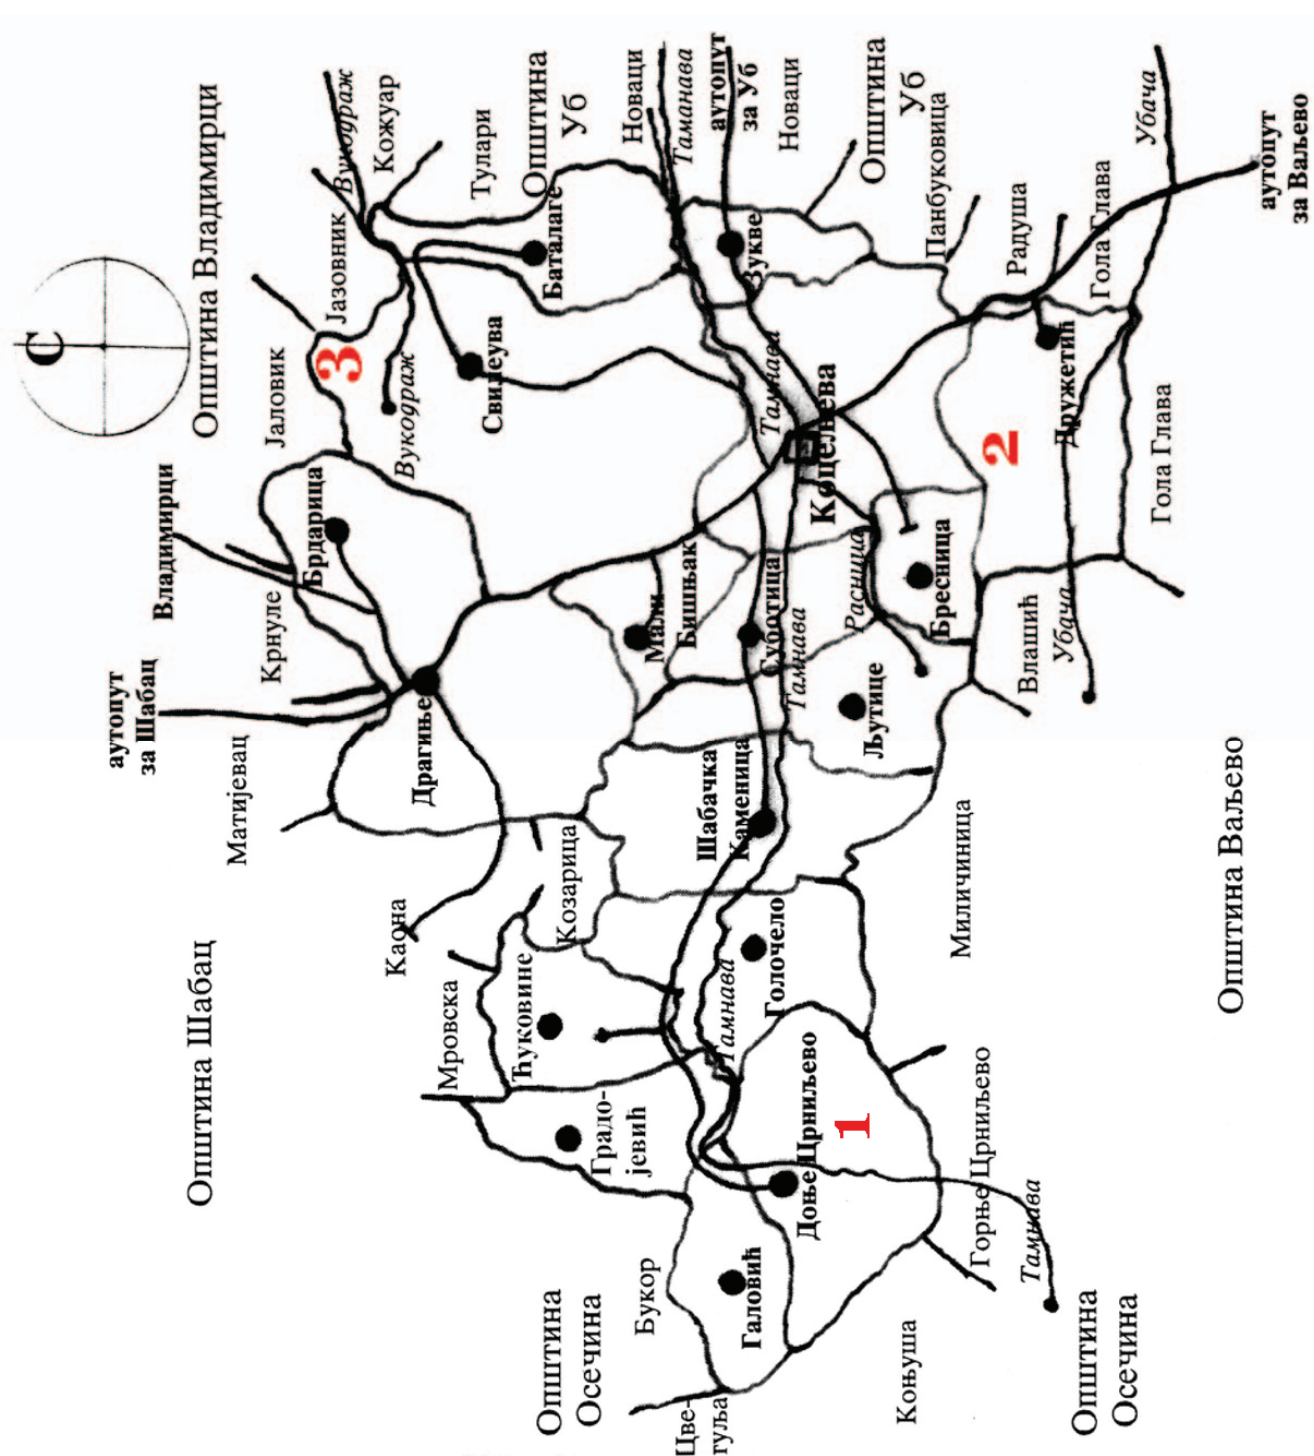 С
Општина Владимирци
Општина Шабац
аутопут
за Шабац
Владимирци
Крнуле
Матијевац
Каона
Мровска
Јаловик
Јазовник
Вукодраж
Кожуар
Тулари
Општина
Уб
Новаци
Таманава
аутопут
за Уб
Новаци
Општина
Уб
Панбуковица
Радуша
Гола Глава
Убача
аутопут
за Ваљево
3
Вукодраж
Брдарица
Свилеува
Баталаге
Зукве
Тамнава
Коцељева
Дружетић
2
Гола Глава
Драгиње
Мали
Бишњак
Суботица
Тамнава
Расница
Бресница
Љутице
Влашић
Убача
Козарица
Шабачка
Каменица
Миличиница
Општина Ваљево
Ћуковине
Голочело
Тамнава
Градо-
јевић
Доње Црниљево
1
Горње Црниљево
Тамнава
Галовић
Букор
Општина
Осечина
Цве-
гуља
Коњуша
Општина
Осечина